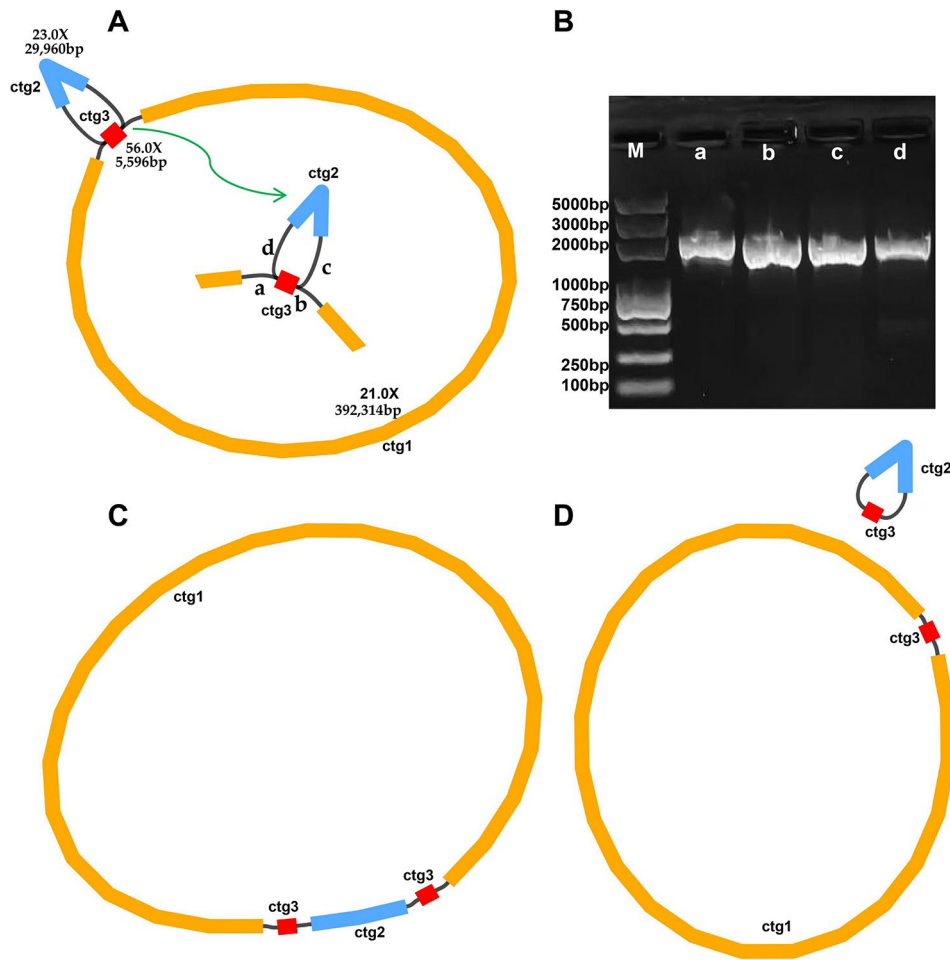 A
23.0X
29,960bp
ctg2
ctg3
56.0X
5,596bp
ctg2
d
c
a
ctg3
b
21.0X
392,314bp
ctg1
B
M a b c d
5000bp
3000bp
2000bp
1000bp
750bp
500bp
250bp
100bp
C
ctg1
ctg3
ctg3
ctg2
D
ctg2
ctg3
ctg3
ctg1